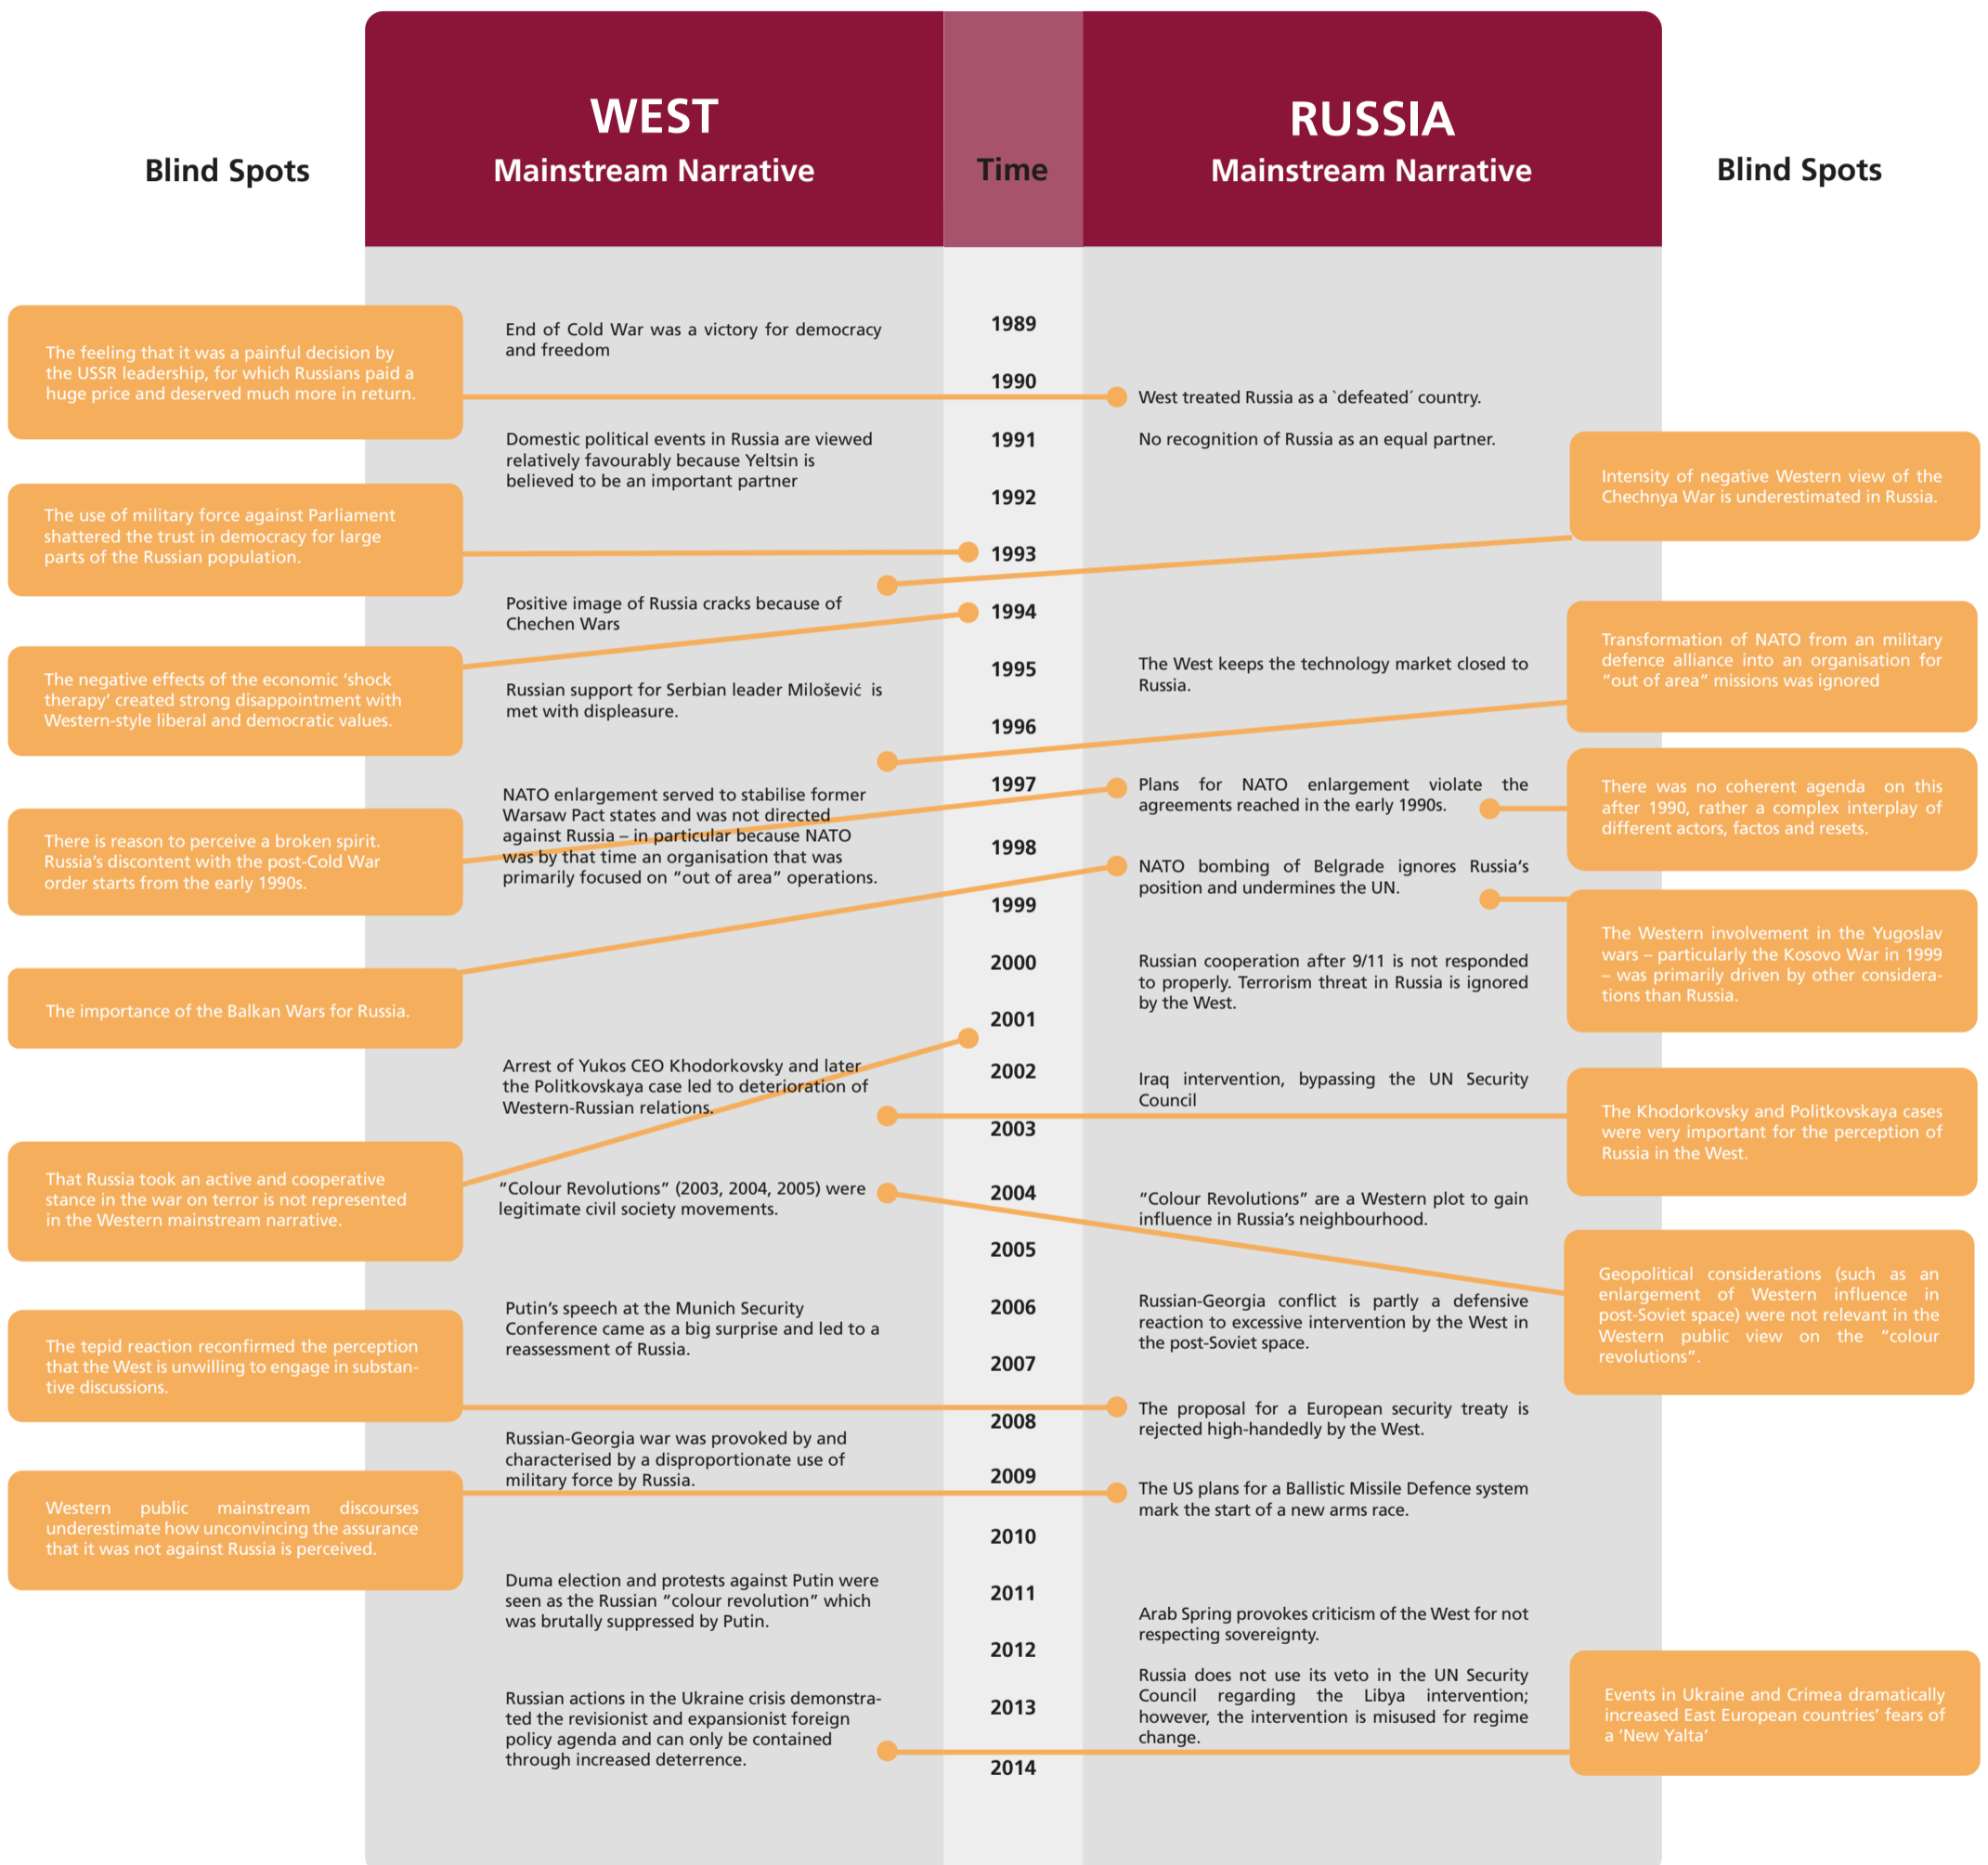 WEST
RUSSIA
Blind Spots
Mainstream Narrative
Time
Mainstream Narrative
Blind Spots
The feeling that it was a painful decision by
the USSR leadership, for which Russians paid a
huge price and deserved much more in return.
The use of military force against Parliament
shattered the trust in democracy for large
parts of the Russian population.
The negative effects of the economic ‘shock
therapy’ created strong disappointment with
Western-style liberal and democratic values.
There is reason to perceive a broken spirit.
Russia’s discontent with the post-Cold War
order starts from the early 1990s.
The importance of the Balkan Wars for Russia.
That Russia took an active and cooperative
stance in the war on terror is not represented
in the Western mainstream narrative.
The tepid reaction reconfirmed the perception
that the West is unwilling to engage in substan-
tive discussions.
Western public mainstream discourses
underestimate how unconvincing the assurance
that it was not against Russia is perceived.
End of Cold War was a victory for democracy
and freedom
Domestic political events in Russia are viewed
relatively favourably because Yeltsin is
believed to be an important partner
Positive image of Russia cracks because of
Chechen Wars
Russian support for Serbian leader Milošević is
met with displeasure.
NATO enlargement served to stabilise former
Warsaw Pact states and was not directed
against Russia – in particular because NATO
was by that time an organisation that was
primarily focused on “out of area” operations.
Arrest of Yukos CEO Khodorkovsky and later
the Politkovskaya case led to deterioration of
Western-Russian relations.
“Colour Revolutions” (2003, 2004, 2005) were
legitimate civil society movements.
Putin’s speech at the Munich Security
Conference came as a big surprise and led to a
reassessment of Russia.
Russian-Georgia war was provoked by and
characterised by a disproportionate use of
military force by Russia.
Duma election and protests against Putin were
seen as the Russian “colour revolution” which
was brutally suppressed by Putin.
Russian actions in the Ukraine crisis demonstra-
ted the revisionist and expansionist foreign
policy agenda and can only be contained
through increased deterrence.
1989
1990
1991
1992
1993
1994
1995
1996
1997
1998
1999
2000
2001
2002
2003
2004
2005
2006
2007
2008
2009
2010
2011
2012
2013
2014
West treated Russia as a `defeated´ country.
No recognition of Russia as an equal partner.
The West keeps the technology market closed to
Russia.
Plans for NATO enlargement violate the
agreements reached in the early 1990s.
NATO bombing of Belgrade ignores Russia‘s
position and undermines the UN.
Russian cooperation after 9/11 is not responded
to properly. Terrorism threat in Russia is ignored
by the West.
Iraq intervention, bypassing the UN Security
Council
“Colour Revolutions” are a Western plot to gain
influence in Russia’s neighbourhood.
Russian-Georgia conflict is partly a defensive
reaction to excessive intervention by the West in
the post-Soviet space.
The proposal for a European security treaty is
rejected high-handedly by the West.
The US plans for a Ballistic Missile Defence system
mark the start of a new arms race.
Arab Spring provokes criticism of the West for not
respecting sovereignty.
Russia does not use its veto in the UN Security
Council regarding the Libya intervention;
however, the intervention is misused for regime
change.
Intensity of negative Western view of the
Chechnya War is underestimated in Russia.
Transformation of NATO from an military
defence alliance into an organisation for
“out of area” missions was ignored
There was no coherent agenda on this
after 1990, rather a complex interplay of
different actors, factos and resets.
The Western involvement in the Yugoslav
wars – particularly the Kosovo War in 1999
– was primarily driven by other considera-
tions than Russia.
The Khodorkovsky and Politkovskaya cases
were very important for the perception of
Russia in the West.
Geopolitical considerations (such as an
enlargement of Western influence in
post-Soviet space) were not relevant in the
Western public view on the “colour
revolutions”.
Events in Ukraine and Crimea dramatically
increased East European countries’ fears of
a ‘New Yalta’